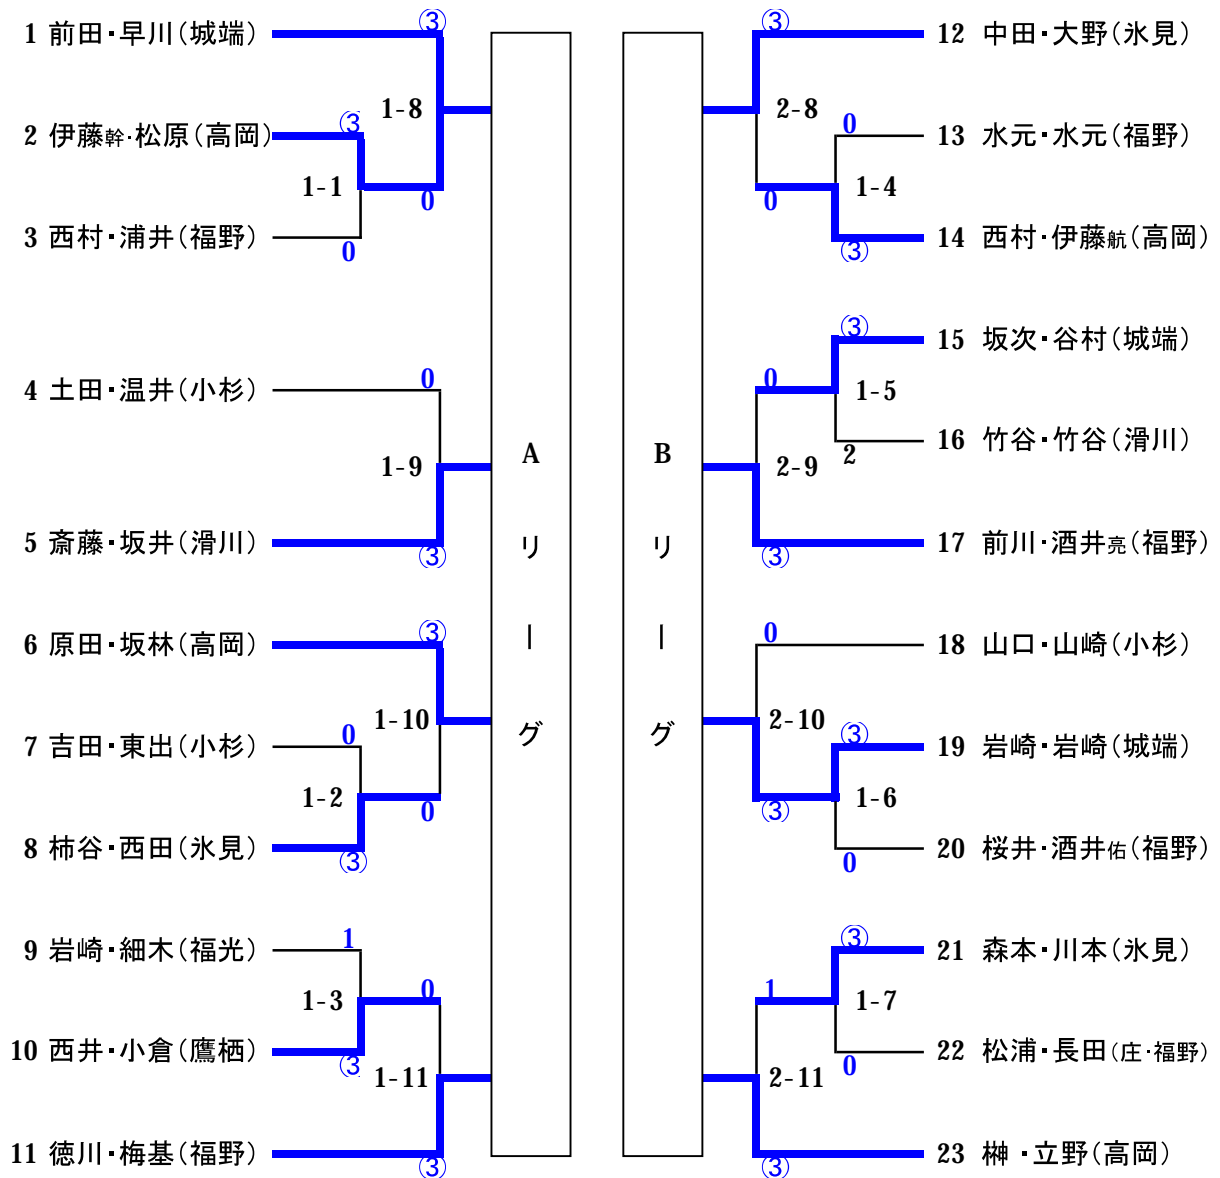 1 前田・早川(城端)
③
1-8
2 伊藤幹・松原(高岡)
③
1-1
0
3 西村・浦井(福野)
0
4 土田・温井(小杉)
0
1-9
5 斎藤・坂井(滑川)
③
6 原田・坂林(高岡)
③
1-10
7 吉田・東出(小杉)
0
1-2
0
8 柿谷・西田(氷見)
③
9 岩崎・細木(福光)
1
1-3
0
10 西井・小倉(鷹栖)
③
1-11
11 徳川・梅基(福野)
③
Aリーグ
Bリーグ
③
12 中田・大野(氷見)
2-8
0
13 水元・水元(福野)
1-4
0
14 西村・伊藤航(高岡)
③
③
15 坂次・谷村(城端)
0
1-5
16 竹谷・竹谷(滑川)
2
2-9
17 前川・酒井亮(福野)
③
0
18 山口・山崎(小杉)
2-10
③
19 岩崎・岩崎(城端)
1-6
③
20 桜井・酒井佑(福野)
0
③
21 森本・川本(氷見)
1
1-7
22 松浦・長田(庄・福野)
0
2-11
23 榊・立野(高岡)
③